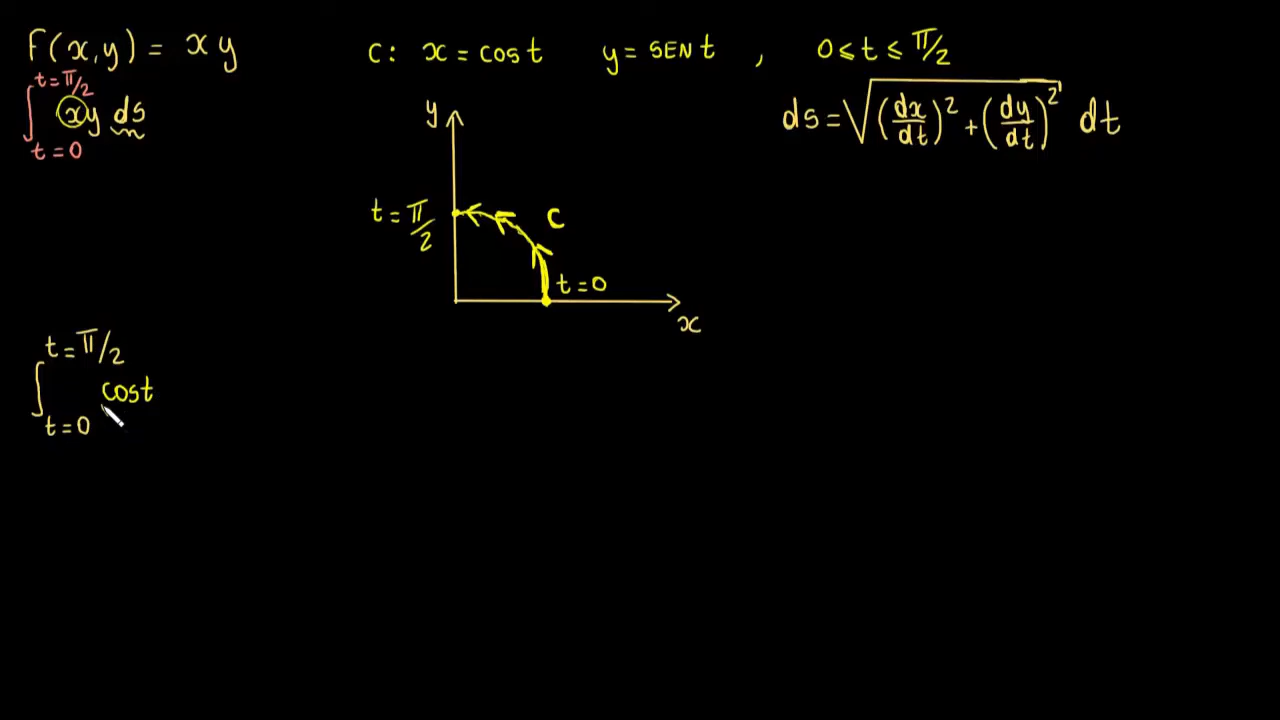 F(x,y) = xy
C: x = cos t y = SEN t , 0 ≤ t ≤ π/2
t = π/2
∫ xy ds
t = 0
ds = √((dx/dt)² + (dy/dt)²) dt
y
t = π/2
C
t = 0
x
t = π/2
∫ cos t
t = 0